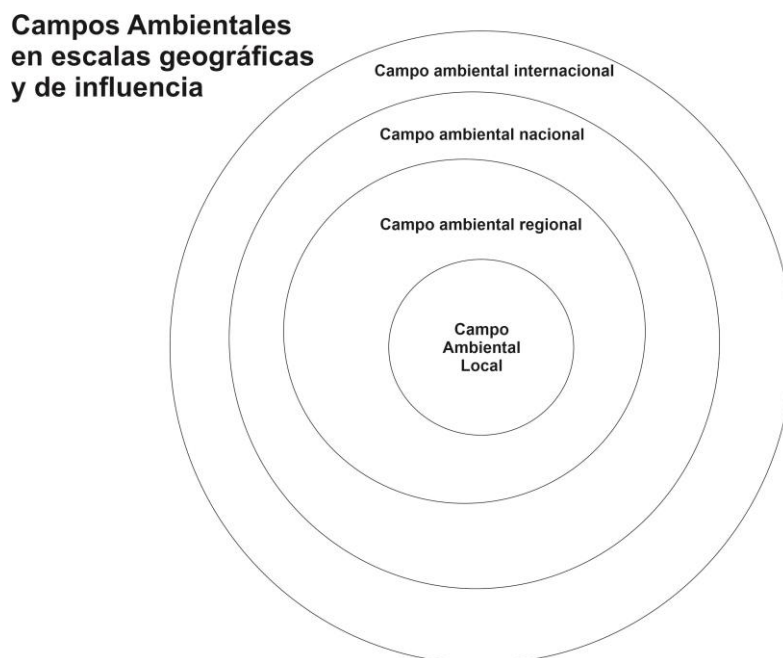 Campos Ambientales
en escalas geográficas
y de influencia
Campo ambiental internacional
Campo ambiental nacional
Campo ambiental regional
Campo
Ambiental
Local